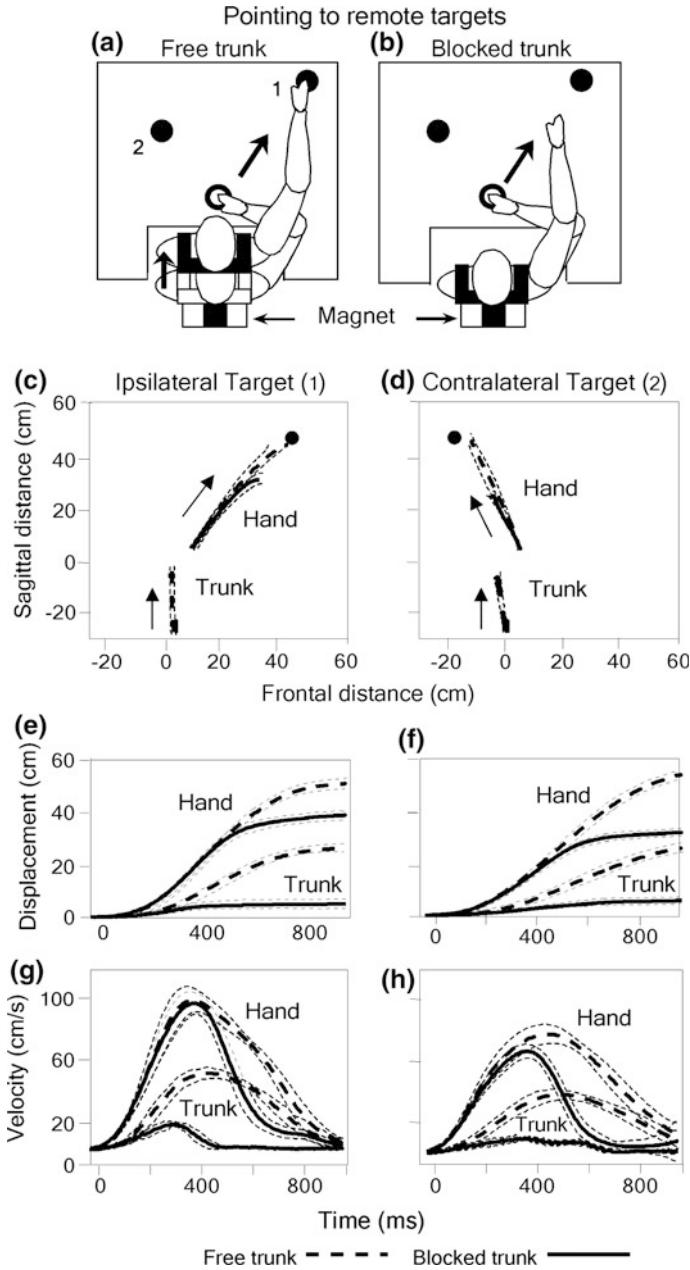 Pointing to remote targets
(a) Free trunk
(b) Blocked trunk
1
2
Magnet
(c) Ipsilateral Target (1)
(d) Contralateral Target (2)
Sagittal distance (cm)
60
40
20
0
-20
Hand
Trunk
Hand
Trunk
-20 0 20 40 60
-20 0 20 40 60
Frontal distance (cm)
(e)
(f)
Displacement (cm)
60
40
20
0
Hand
Trunk
Hand
Trunk
0 400 800
0 400 800
(g)
(h)
Velocity (cm/s)
100
60
20
0
Hand
Trunk
Hand
Trunk
0 400 800
0 400 800
Time (ms)
Free trunk Blocked trunk